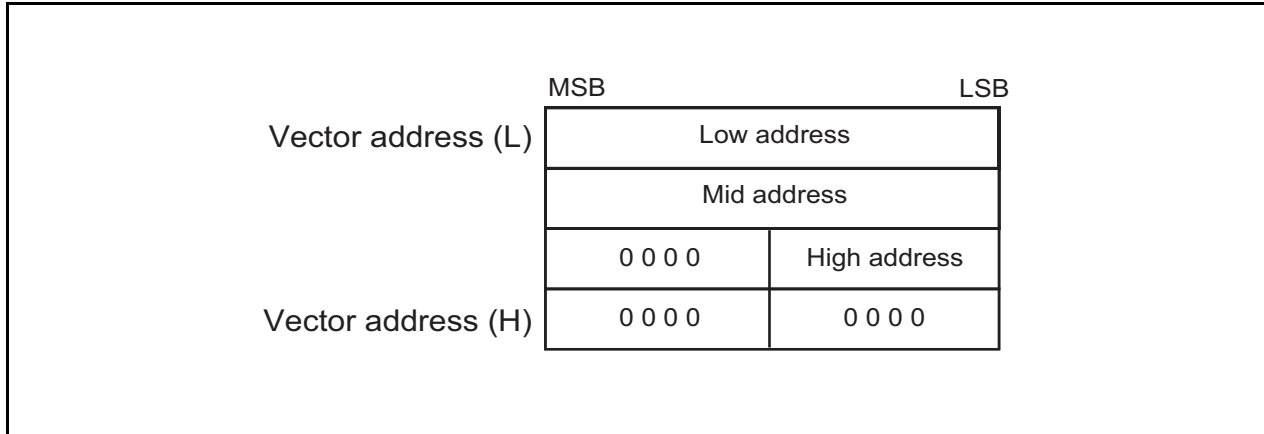 MSB LSB
Vector address (L) Low address
Mid address
0 0 0 0 High address
Vector address (H) 0 0 0 0 0 0 0 0